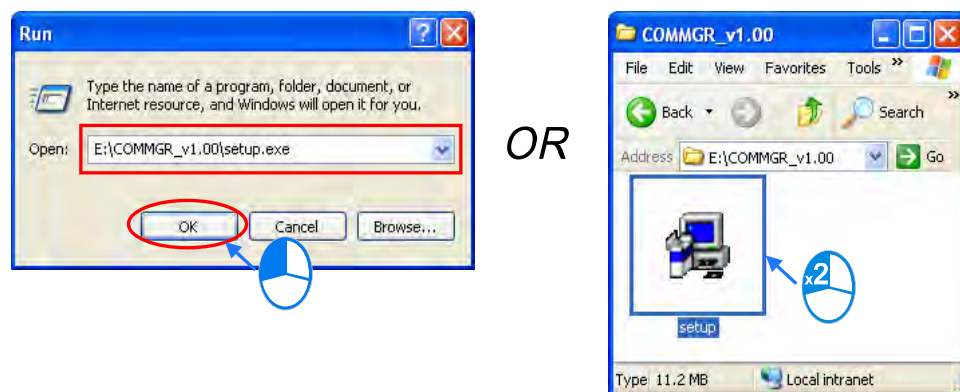 Run
Type the name of a program, folder, document, or
Internet resource, and Windows will open it for you.
Open: E:\COMMGR_v1.00\setup.exe
OK Cancel Browse...
OR
COMMGR_v1.00
File Edit View Favorites Tools »
Back Search »
Address E:\COMMGR_v1.00 Go
x2
setup
Type 11.2 MB Local intranet